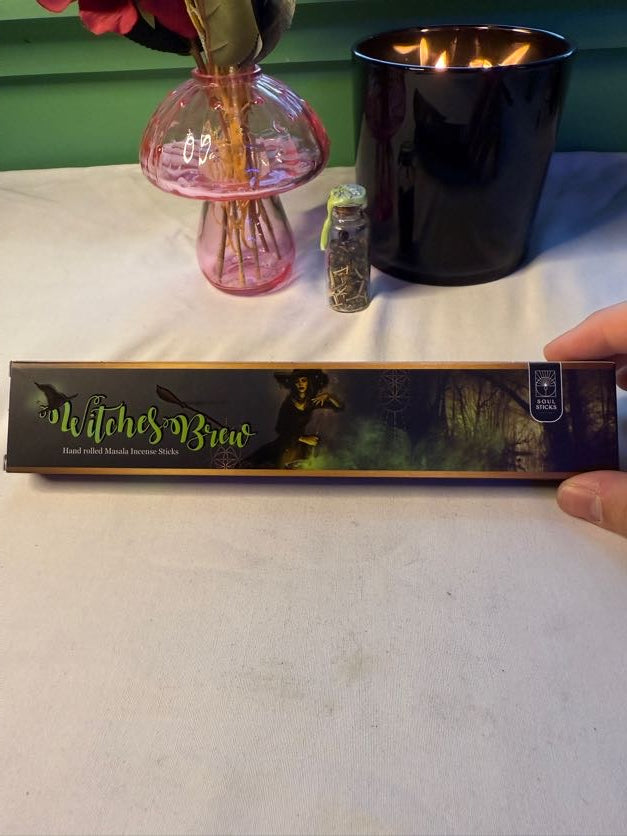 Witches Brew
Hand rolled Masala Incense Sticks
SOUL
STICKS